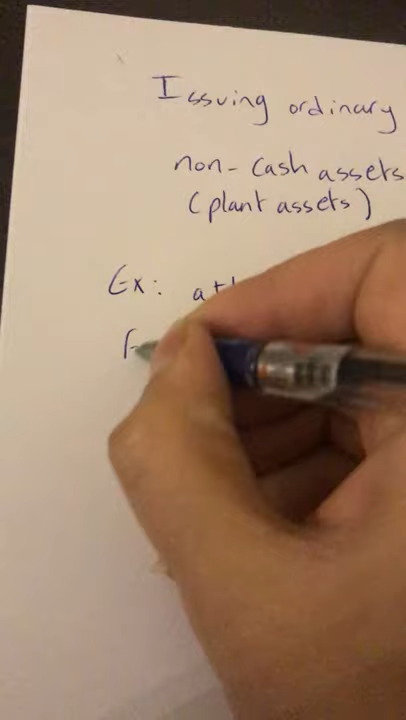 Issuing ordinary
non-cash assets
(plant assets)
Ex: